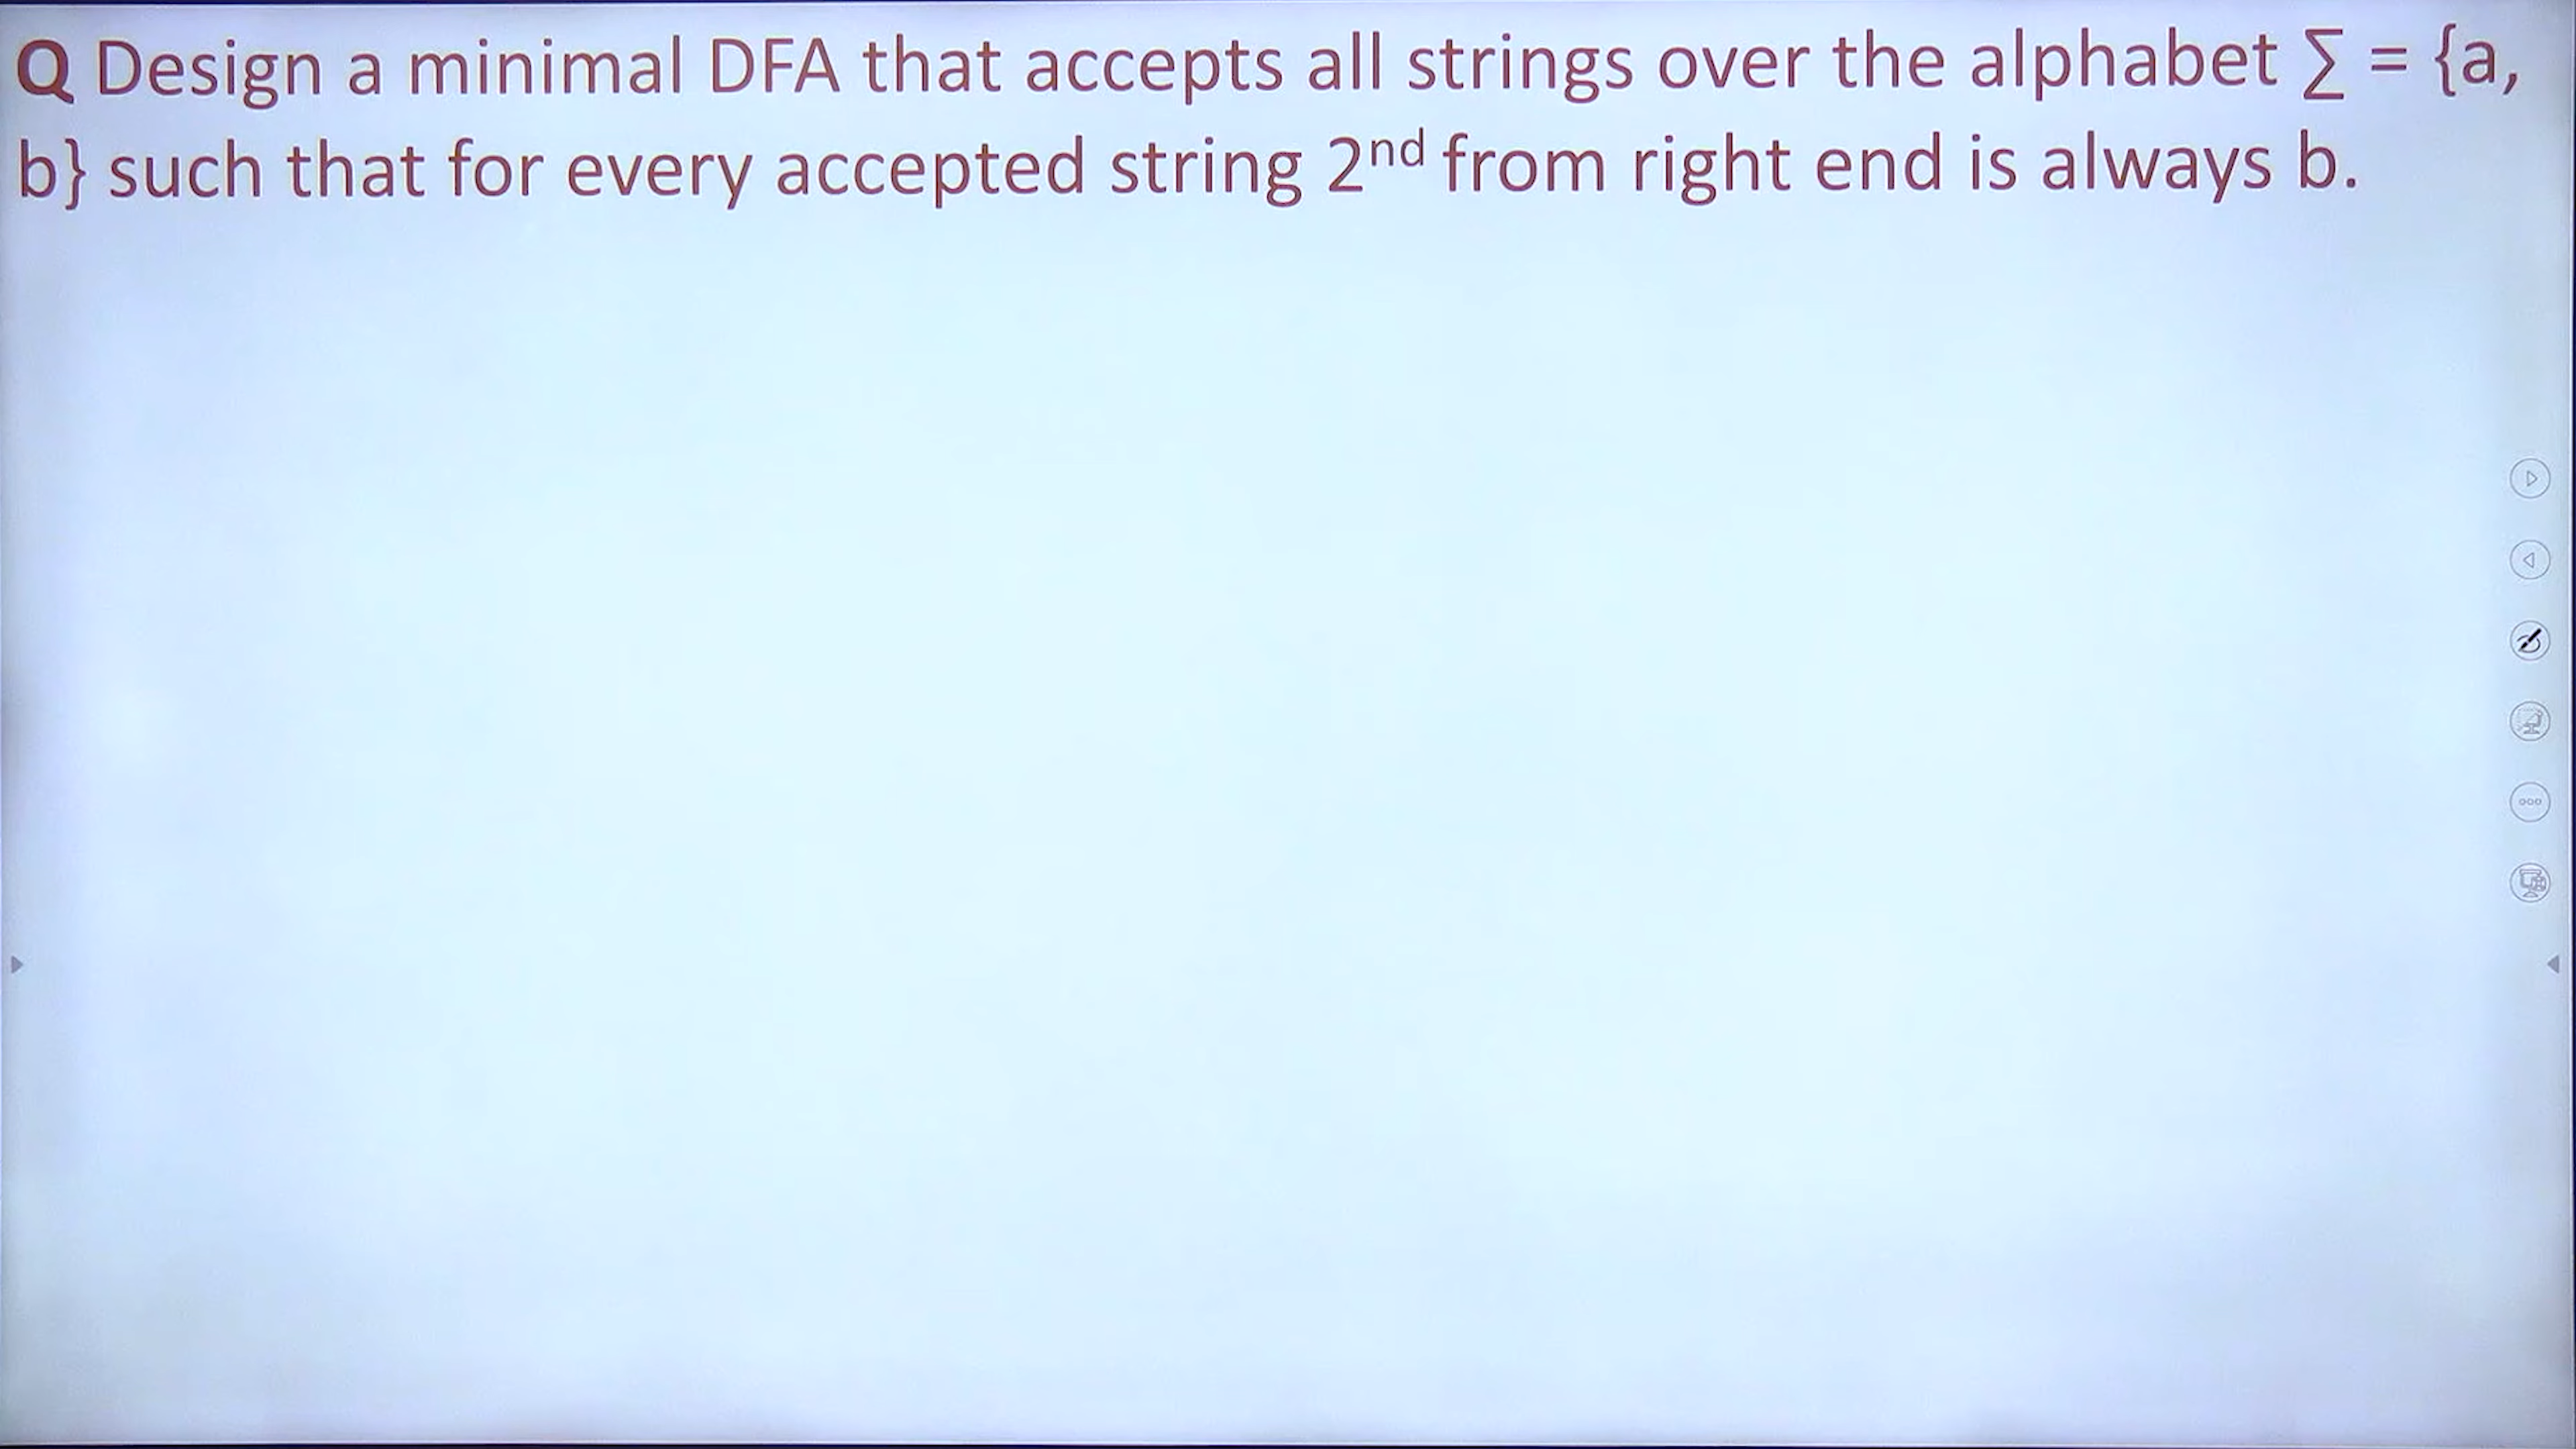 Q Design a minimal DFA that accepts all strings over the alphabet ∑ = {a,
b} such that for every accepted string 2nd from right end is always b.